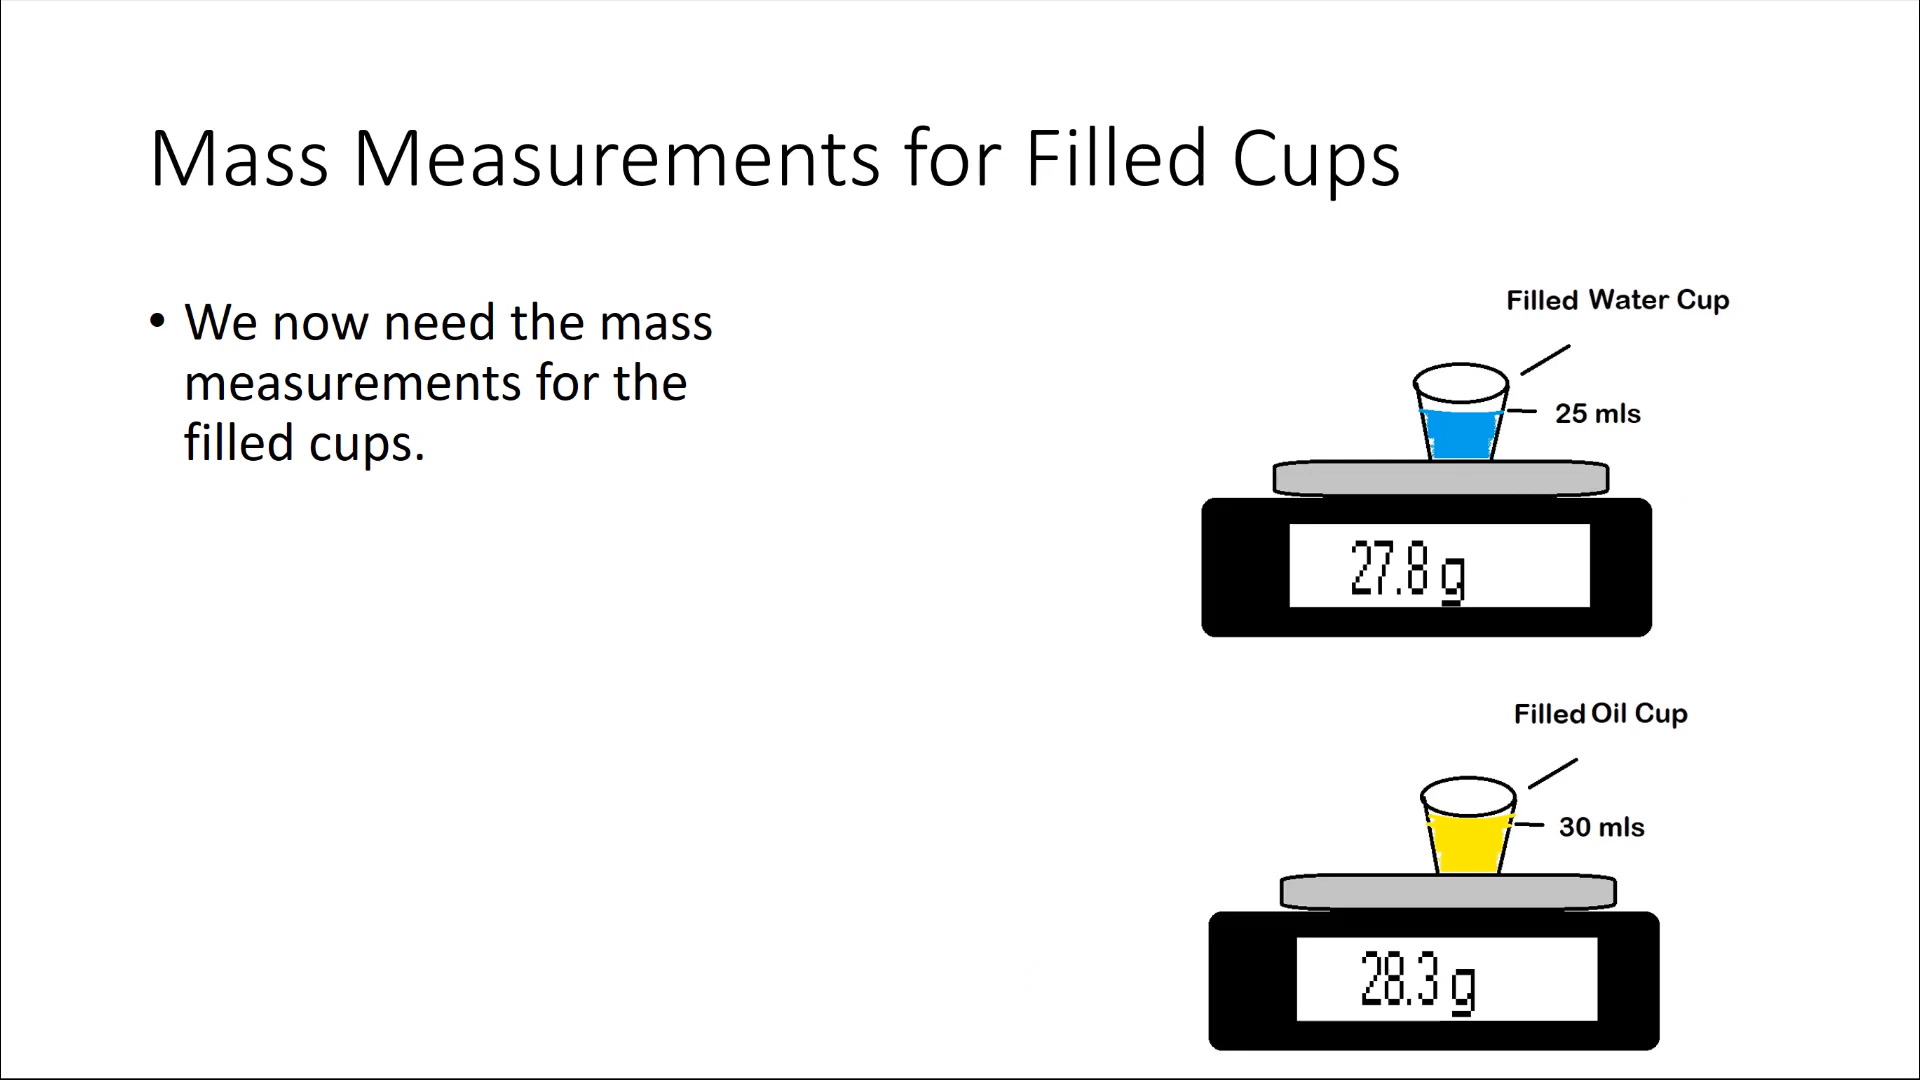 Mass Measurements for Filled Cups
• We now need the mass
measurements for the
filled cups.
Filled Water Cup
25 mls
27.8 g
Filled Oil Cup
30 mls
28.3 g